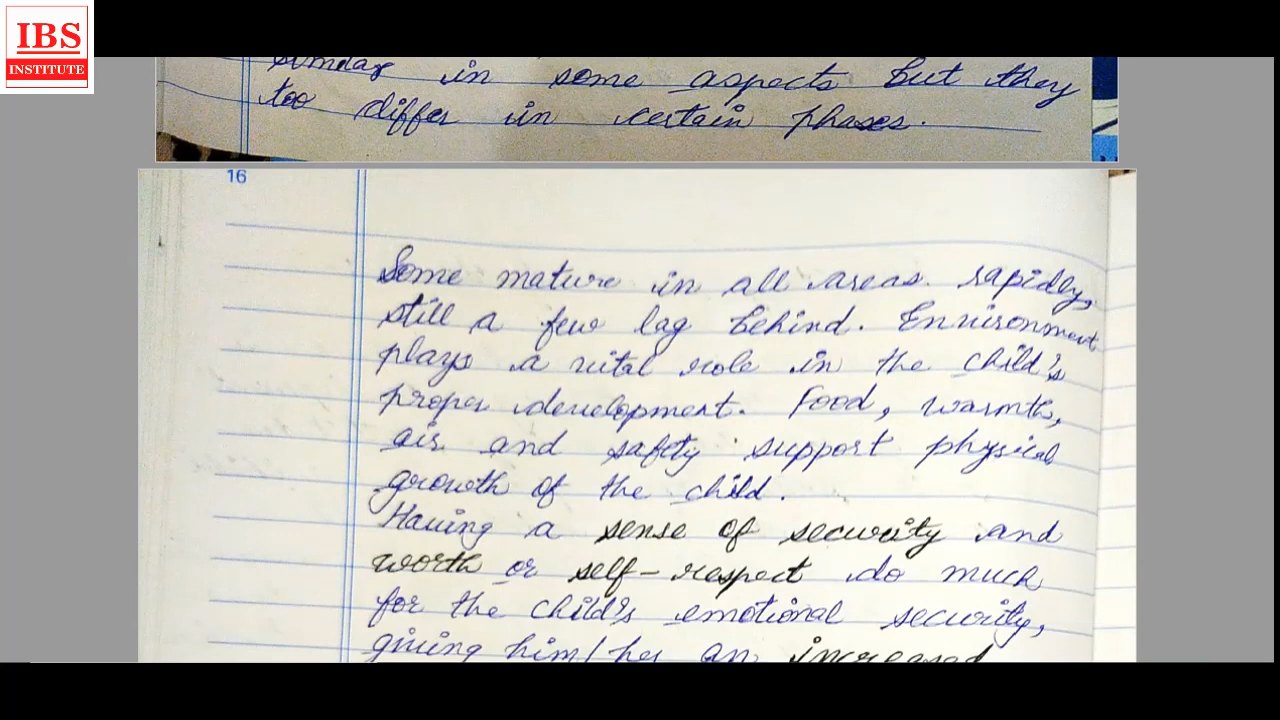 IBS
INSTITUTE
similar in some aspects but they
too differ in certain phases.
16
Some mature in all areas rapidly,
still a few lag behind. Environment
plays a vital role in the child's
proper development. Food, warmth,
air and safety support physical
growth of the child.
Having a sense of security and
worth or self-respect do much
for the child's emotional security,
giving him/her an increased